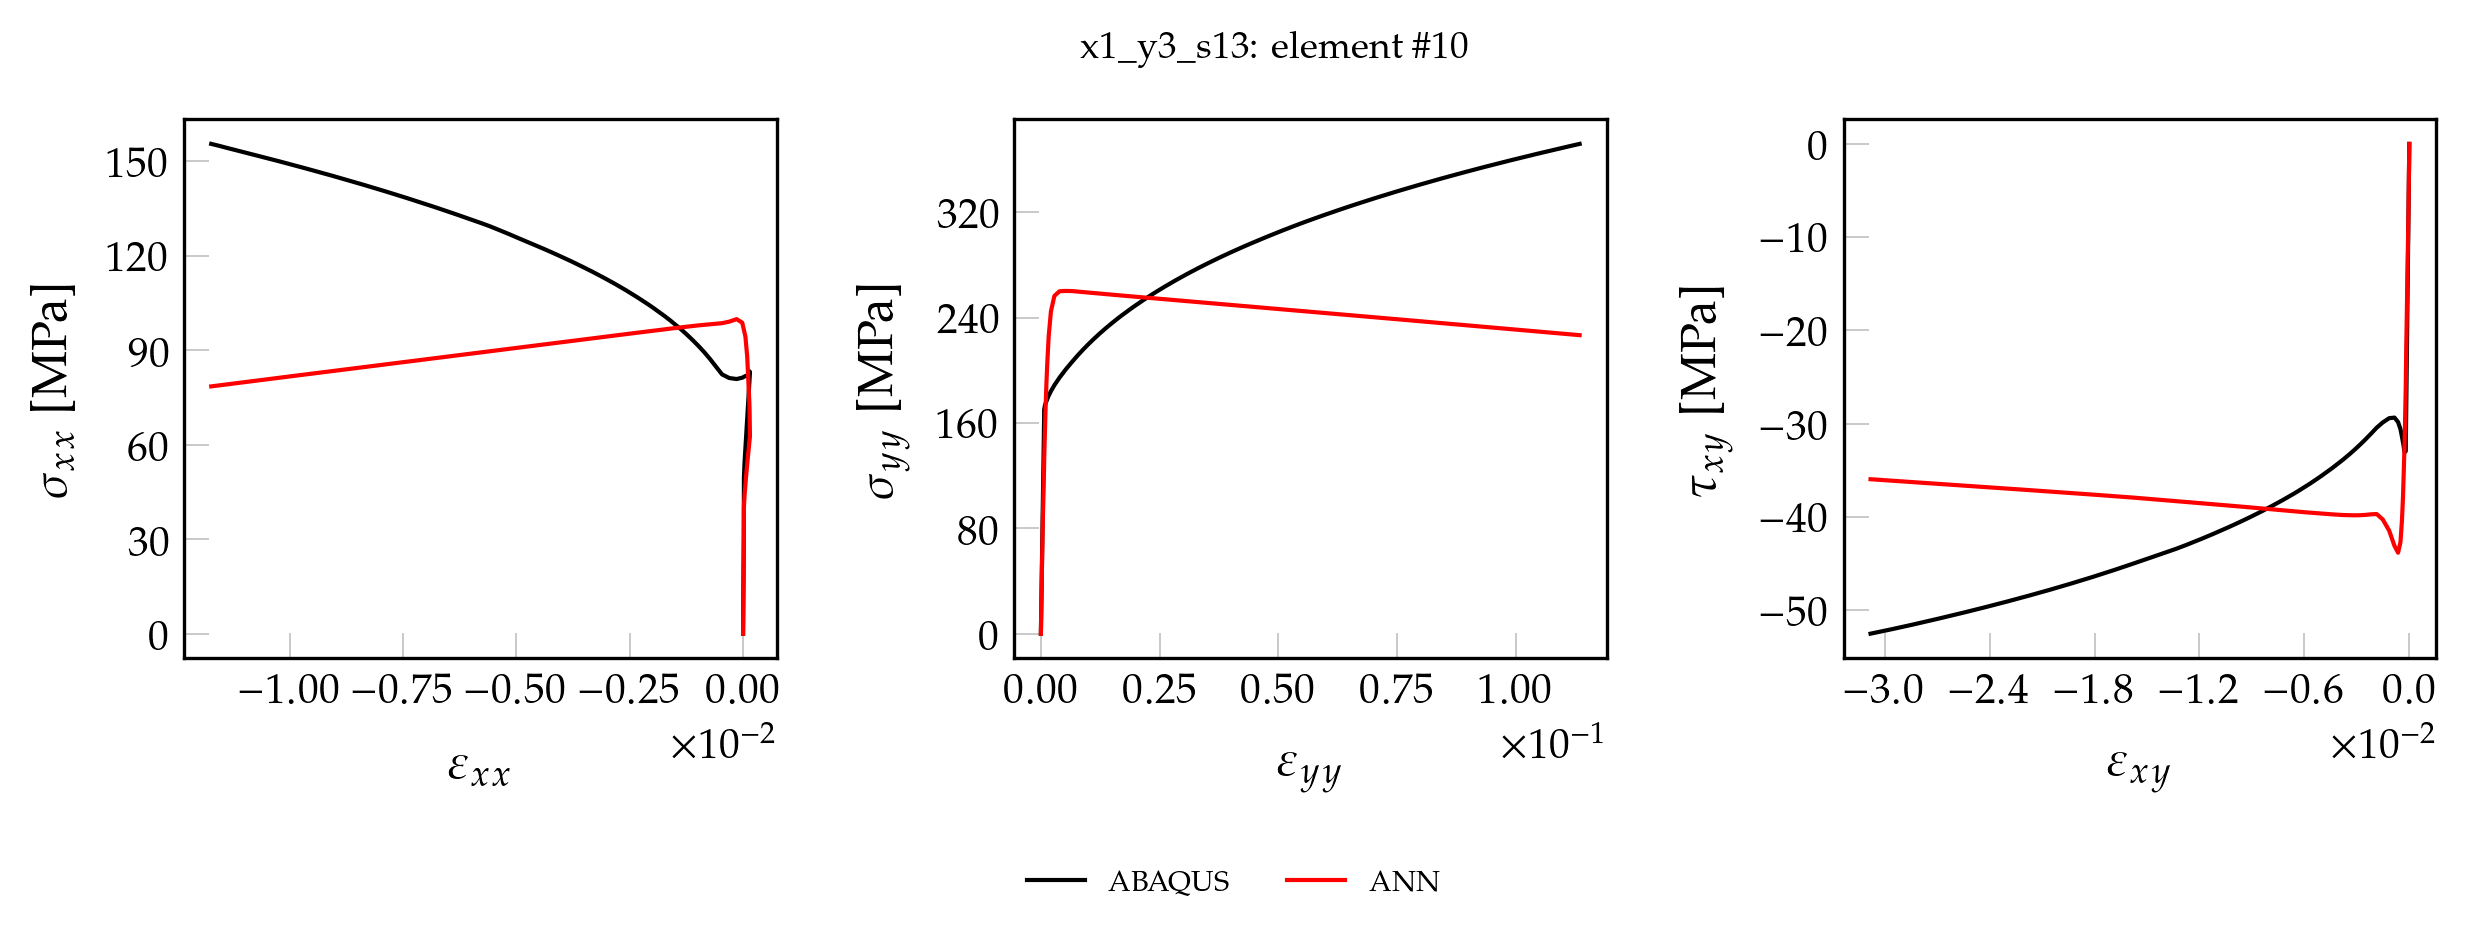 x1_y3_s13: element #10
σxx [MPa]
150
120
90
60
30
0
−1.00 −0.75 −0.50 −0.25 0.00
×10−2
εxx
σyy [MPa]
320
240
160
80
0
0.00 0.25 0.50 0.75 1.00
×10−1
εyy
τxy [MPa]
0
−10
−20
−30
−40
−50
−3.0 −2.4 −1.8 −1.2 −0.6 0.0
×10−2
εxy
ABAQUS ANN